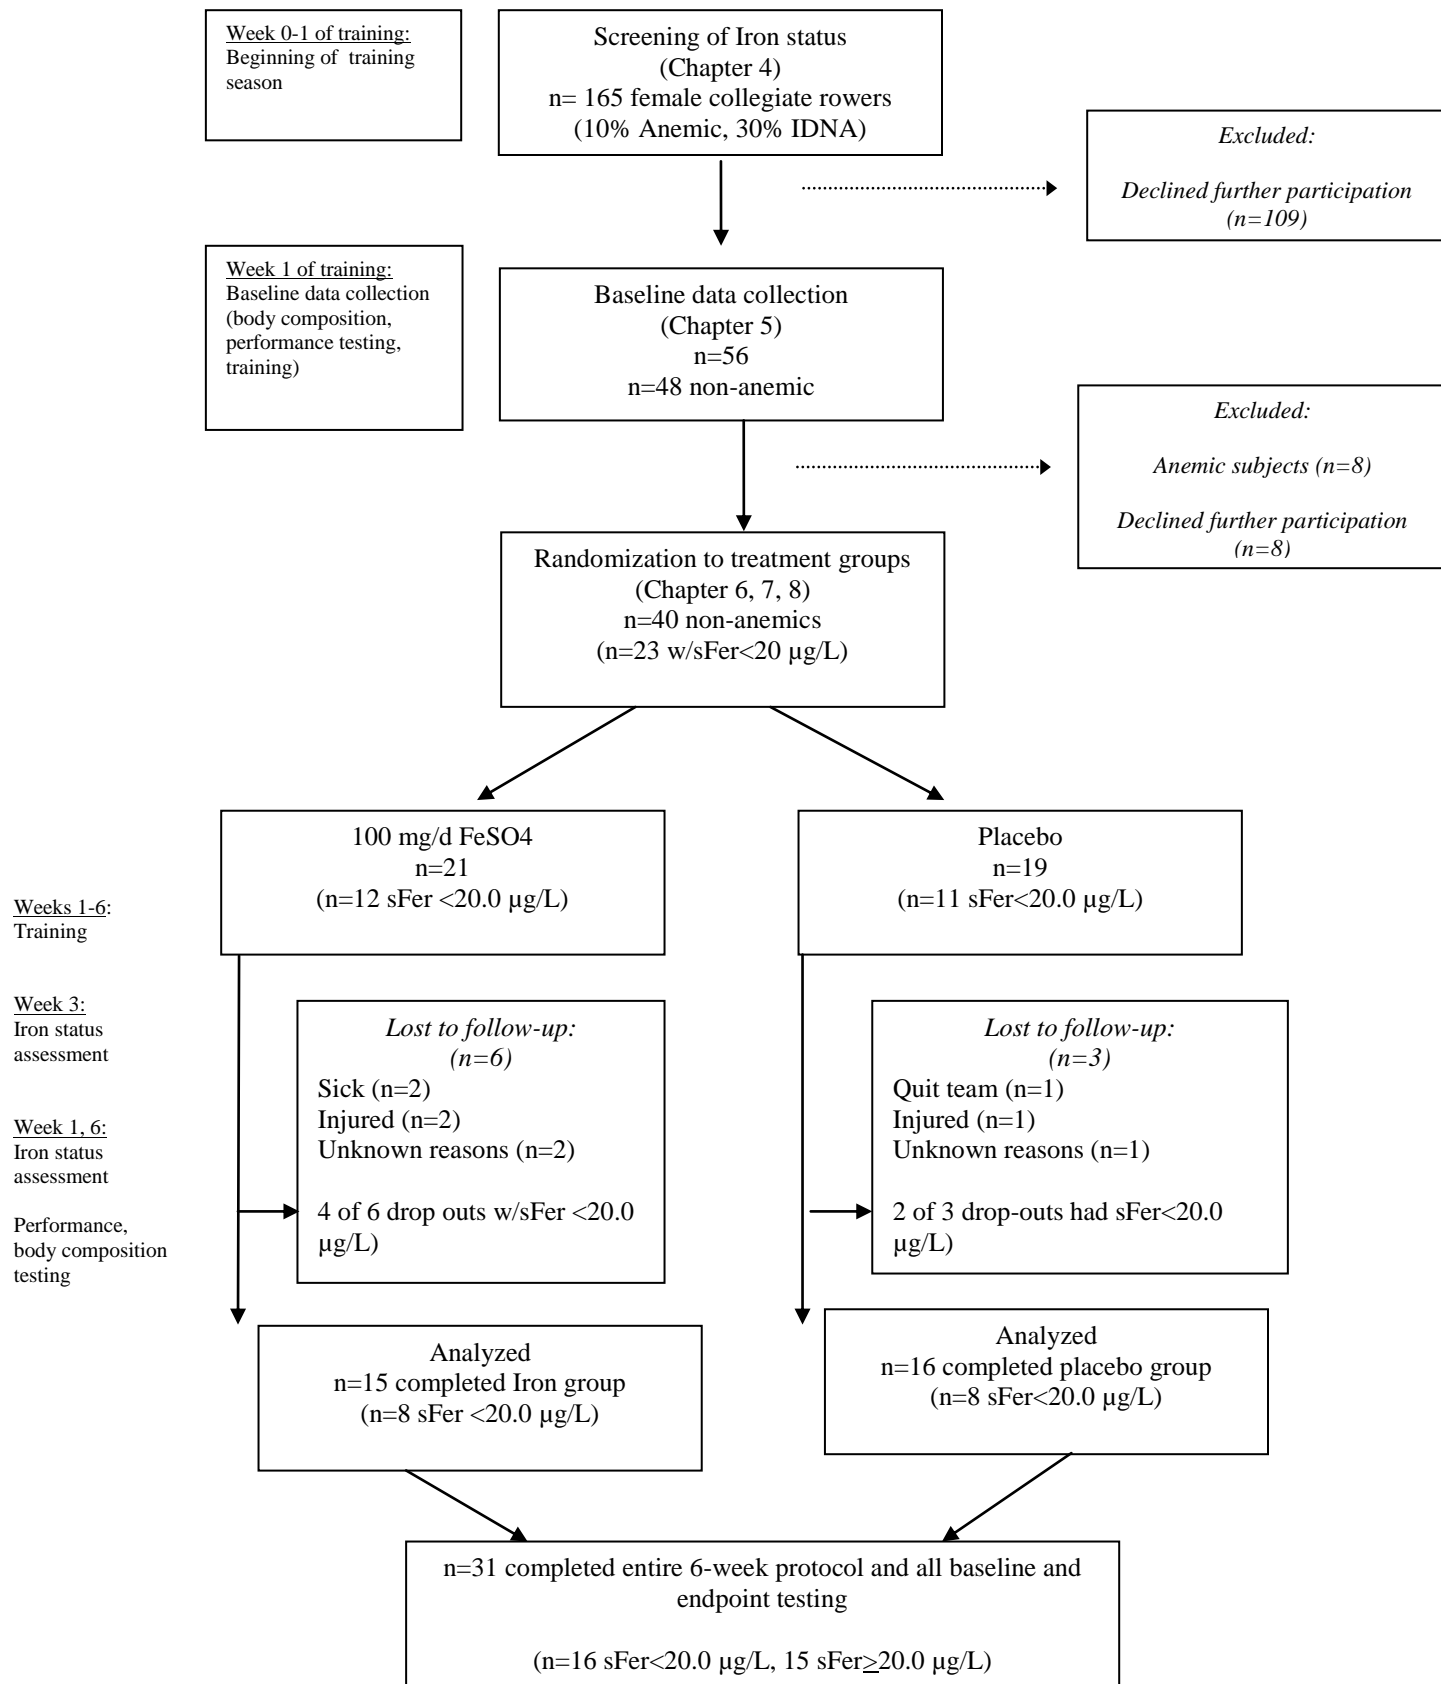 Week 0-1 of training:
Beginning of  training
season
Screening of Iron status
(Chapter 4)
n= 165 female collegiate rowers
(10% Anemic, 30% IDNA)
Excluded:
Declined further participation
(n=109)
Week 1 of training:
Baseline data collection
(body composition,
performance testing,
training)
Baseline data collection
(Chapter 5)
n=56
n=48 non-anemic
Excluded:
Anemic subjects (n=8)
Declined further participation
(n=8)
Randomization to treatment groups
(Chapter 6, 7, 8)
n=40 non-anemics
(n=23 w/sFer<20 µg/L)
100 mg/d FeSO4
n=21
(n=12 sFer <20.0 µg/L)
Placebo
n=19
(n=11 sFer<20.0 µg/L)
Weeks 1-6:
Training
Week 3:
Iron status
assessment
Week 1, 6:
Iron status
assessment
Performance,
body composition
testing
Lost to follow-up:
(n=6)
Sick (n=2)
Injured (n=2)
Unknown reasons (n=2)
4 of 6 drop outs w/sFer <20.0
µg/L)
Lost to follow-up:
(n=3)
Quit team (n=1)
Injured (n=1)
Unknown reasons (n=1)
2 of 3 drop-outs had sFer<20.0
µg/L)
Analyzed
n=15 completed Iron group
(n=8 sFer <20.0 µg/L)
Analyzed
n=16 completed placebo group
(n=8 sFer<20.0 µg/L)
n=31 completed entire 6-week protocol and all baseline and
endpoint testing
(n=16 sFer<20.0 µg/L, 15 sFer≥20.0 µg/L)